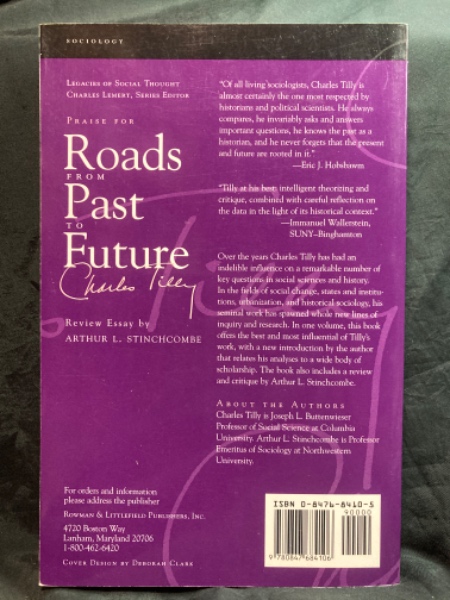 SOCIOLOGY
LEGACIES OF SOCIAL THOUGHT
CHARLES LEMERT, SERIES EDITOR
PRAISE FOR
Roads
FROM
Past
TO
Future
Charles Tilly
Review Essay by
ARTHUR L. STINCHCOMBE
"Of all living sociologists, Charles Tilly is
almost certainly the one most respected by
historians and political scientists. He always
compares, he invariably asks and answers
important questions, he knows the past as a
historian, and he never forgets that the present
and future are rooted in it."
—Eric J. Hobsbawm
"Tilly at his best: intelligent theorizing and
critique, combined with careful reflection on
the data in the light of its historical context."
—Immanuel Wallerstein,
SUNY–Binghamton
Over the years Charles Tilly has had an
indelible influence on a remarkable number of
key questions in social sciences and history.
In the fields of social change, states and institu-
tions, urbanization, and historical sociology, his
seminal work has spawned whole new lines of
inquiry and research. In one volume, this book
offers the best and most influential of Tilly's
work, with a new introduction by the author
that relates his analyses to a wide body of
scholarship. The book also includes a review
and critique by Arthur L. Stinchcombe.
ABOUT THE AUTHORS
Charles Tilly is Joseph L. Buttenwieser
Professor of Social Science at Columbia
University. Arthur L. Stinchcombe is Professor
Emeritus of Sociology at Northwestern
University.
For orders and information
please address the publisher
ROWMAN & LITTLEFIELD PUBLISHERS, INC.
4720 Boston Way
Lanham, Maryland 20706
1-800-462-6420
COVER DESIGN BY DEBORAH CLARK
ISBN 0-8476-8410-5
90000
9 780847 684106